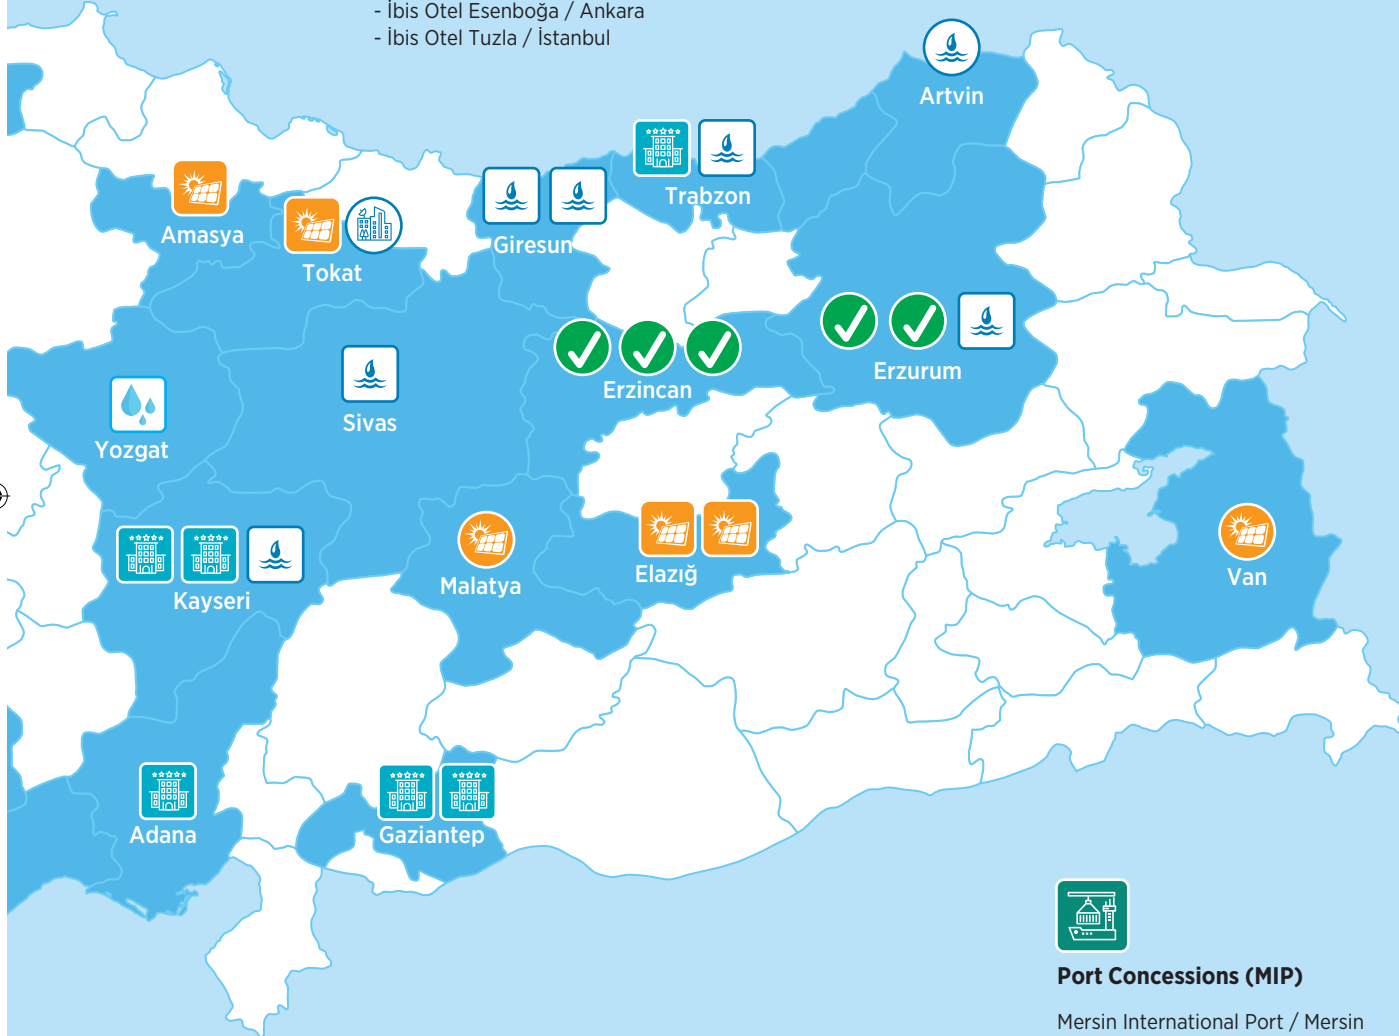 - İbis Otel Esenboğa / Ankara
- İbis Otel Tuzla / İstanbul
Artvin
Trabzon
Amasya
Giresun
Tokat
Erzincan
Erzurum
Sivas
Yozgat
Kayseri
Malatya
Elazığ
Van
Adana
Gaziantep
Port Concessions (MIP)
Mersin International Port / Mersin